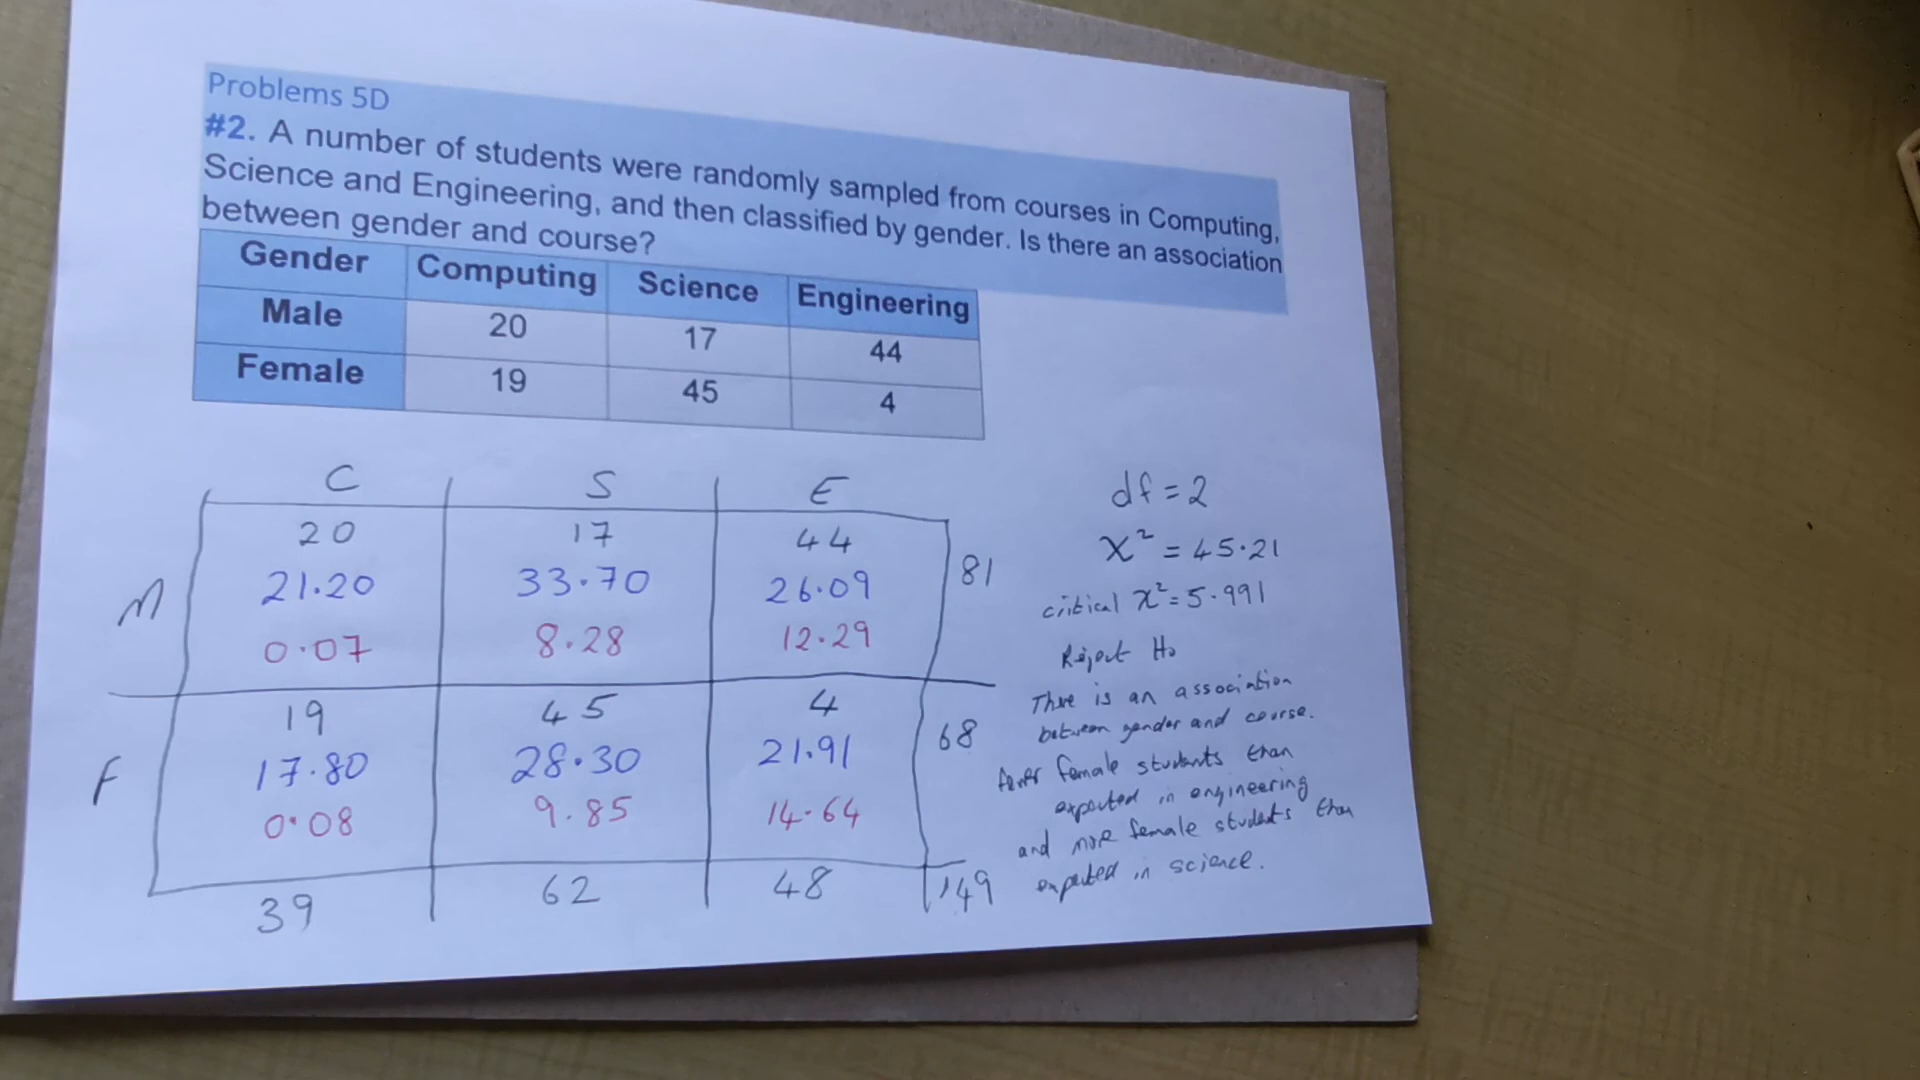 Problems 5D
#2. A number of students were randomly sampled from courses in Computing,
Science and Engineering, and then classified by gender. Is there an association
between gender and course?
Gender Computing Science Engineering
Male 20 17 44
Female 19 45 4
C S E
M
20 17 44
21.20 33.70 26.09 81
0.07 8.28 12.29
F
19 45 4
17.80 28.30 21.91 68
0.08 9.85 14.64
39 62 48 149
df = 2
x² = 45.21
critical x² = 5.991
Reject H₀
There is an association
between gender and course.
fewer female students than
expected in engineering
and more female students than
expected in science.